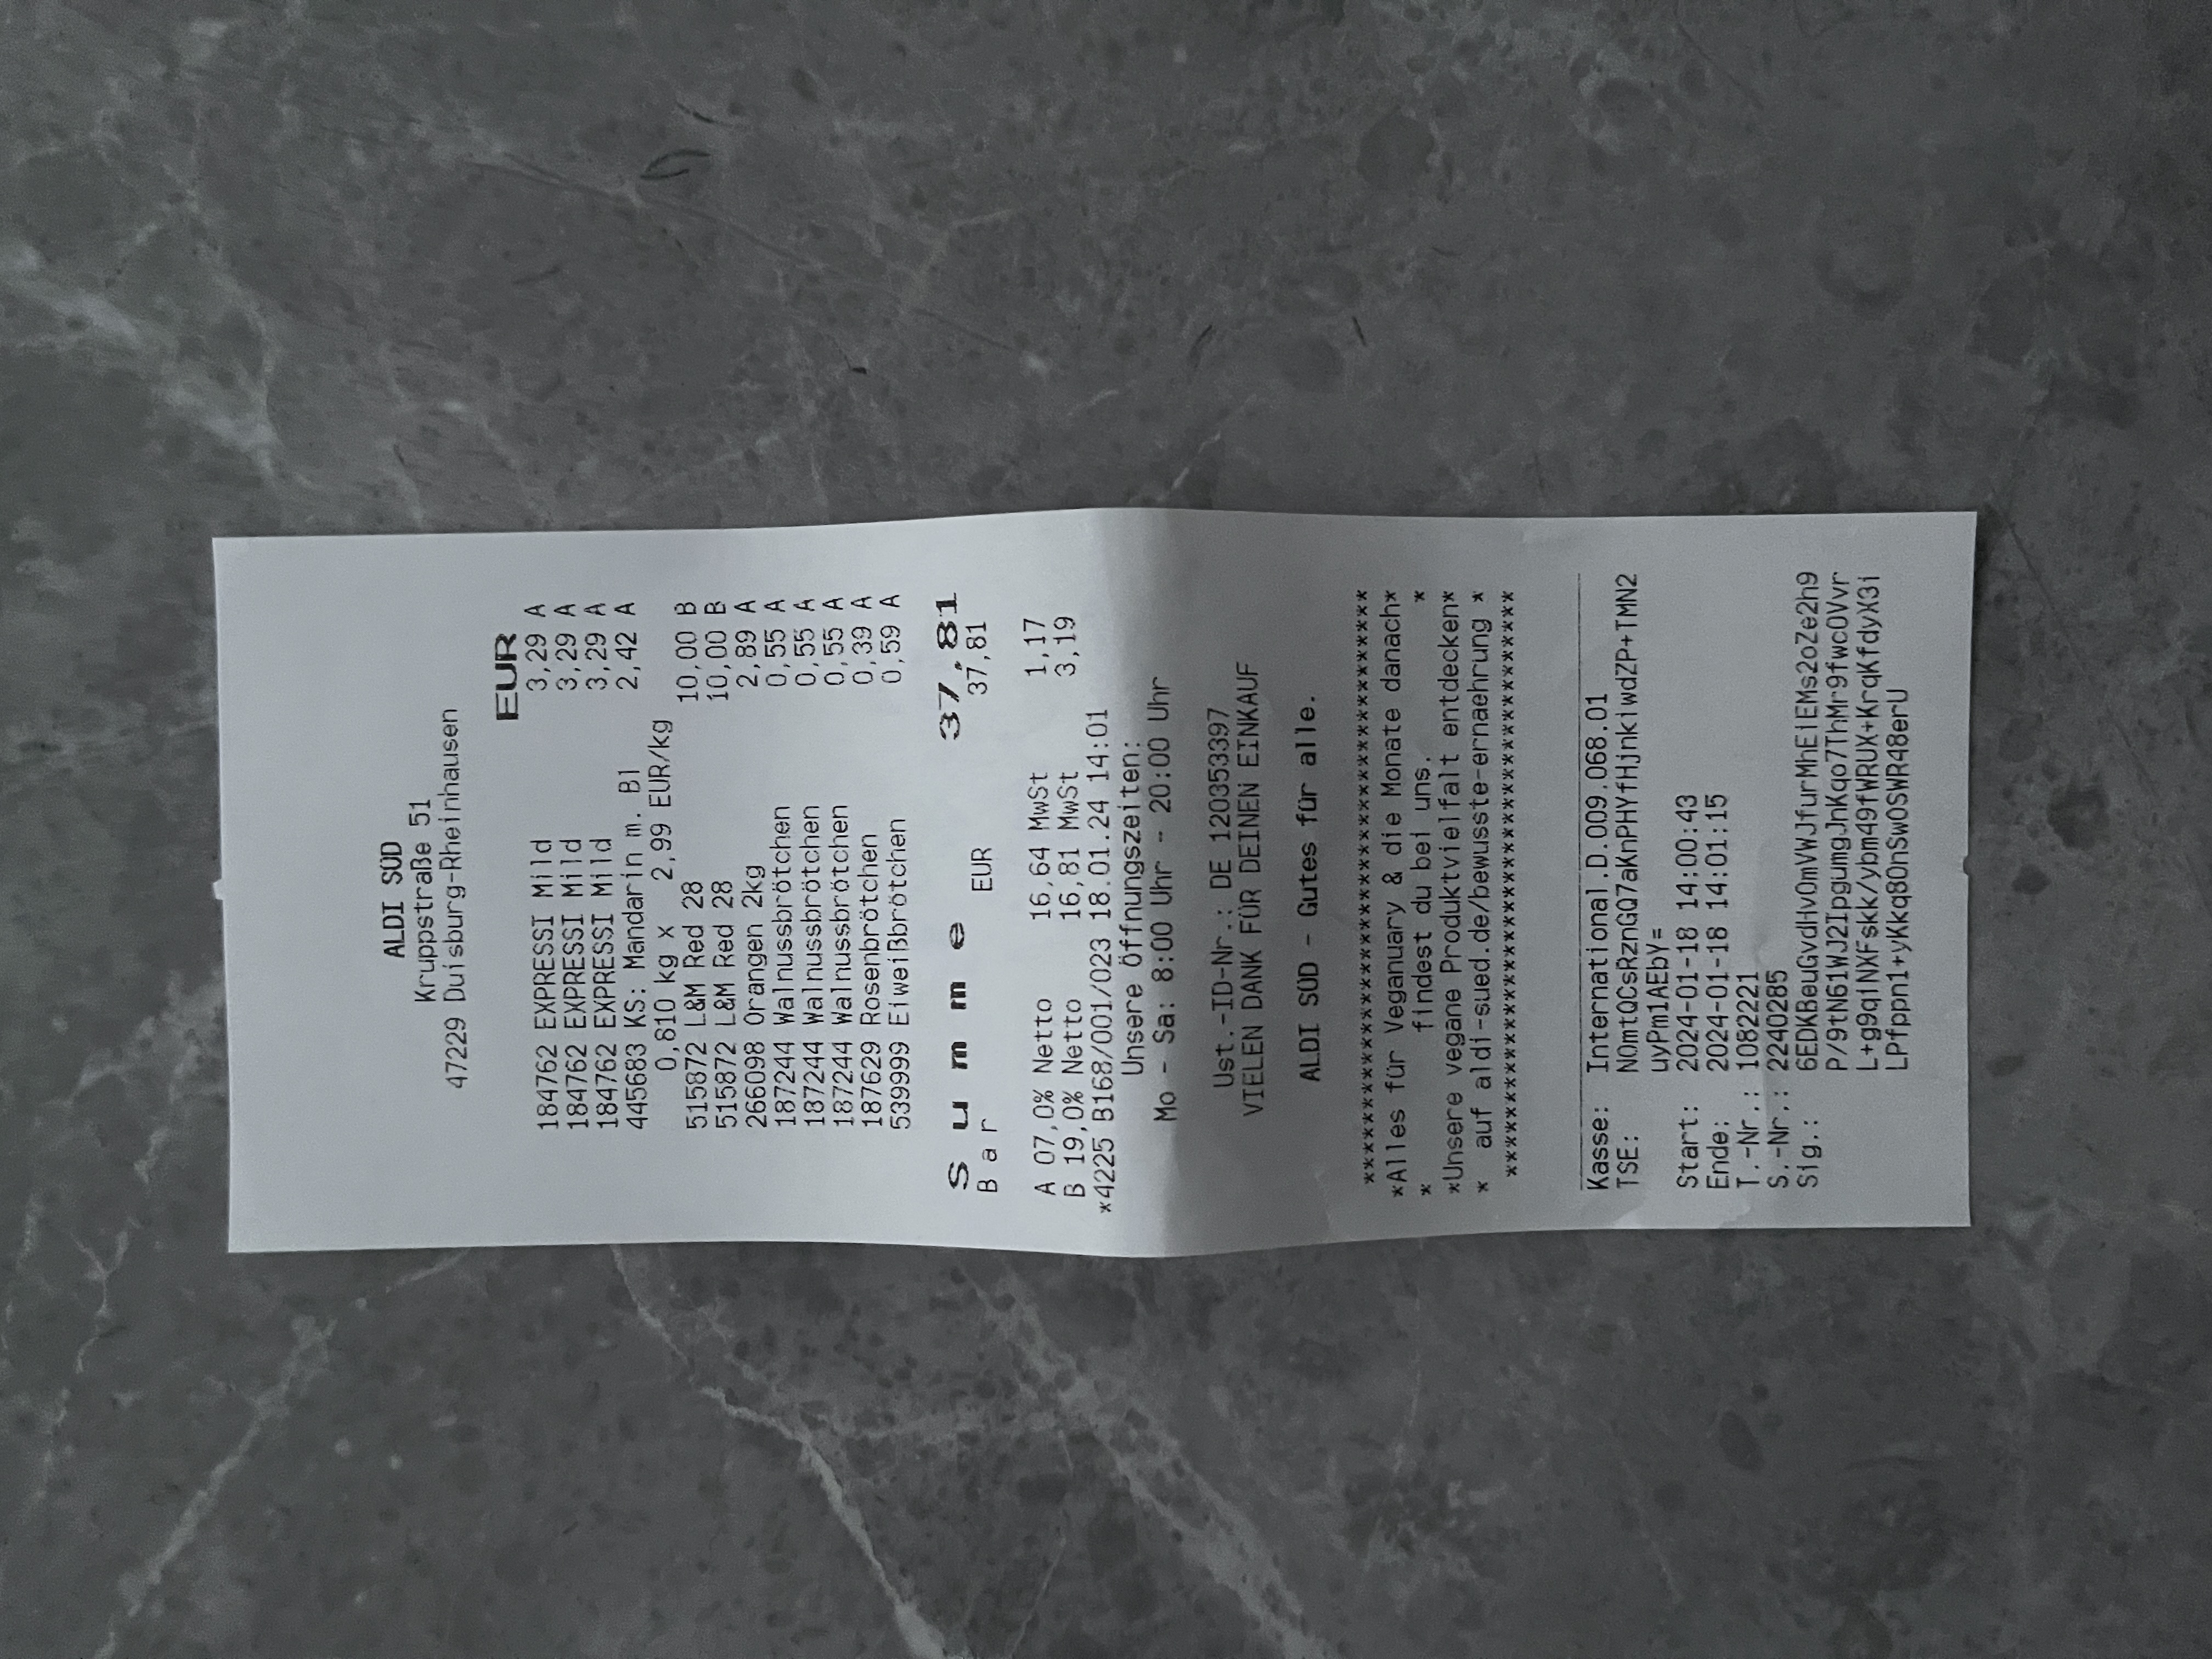 ALDI SÜD
Kruppstraße 51
47229 Duisburg-Rheinhausen
EUR
184762 EXPRESSI Mild 3,29 A
184762 EXPRESSI Mild 3,29 A
184762 EXPRESSI Mild 3,29 A
445683 KS: Mandarin m. Bl 2,42 A
0,810 kg x 2,99 EUR/kg
515872 L&M Red 28 10,00 B
515872 L&M Red 28 10,00 B
266098 Orangen 2kg 2,89 A
187244 Walnussbrötchen 0,55 A
187244 Walnussbrötchen 0,55 A
187244 Walnussbrötchen 0,55 A
187629 Rosenbrötchen 0,39 A
539999 Eiweißbrötchen 0,59 A
Summe 37,81
Bar EUR 37,81
A 07,0% Netto 16,64 MwSt 1,17
B 19,0% Netto 16,81 MwSt 3,19
*4225 B168/001/023 18.01.24 14:01
Unsere Öffnungszeiten:
Mo - Sa: 8:00 Uhr - 20:00 Uhr
Ust.-ID-Nr.: DE 120353397
VIELEN DANK FÜR DEINEN EINKAUF
ALDI SÜD - Gutes für alle.
****************************************
*Alles für Veganuary & die Monate danach*
* findest du bei uns. *
*Unsere vegane Produktvielfalt entdecken*
* auf aldi-sued.de/bewusste-ernaehrung *
****************************************
Kasse: International.D.009.068.01
TSE: NOmtQCsRznGQ7aKnPHYfHjnkiwdZP+TMN2
uyPm1AEbY=
Start: 2024-01-18 14:00:43
Ende: 2024-01-18 14:01:15
T.-Nr.: 1082221
S.-Nr.: 2240285
Sig.: 6EDKBeuGvdHvOmVWJfurMhEiEMs2oZe2h9
P/9tN61WJ2IpgumgJnKqo7ThMr9fwcOVvr
L+g9qiNXFskk/ybm49fWRUX+KrqKfdyX3i
LPfppn1+yKkq80nSwOSWR48erU